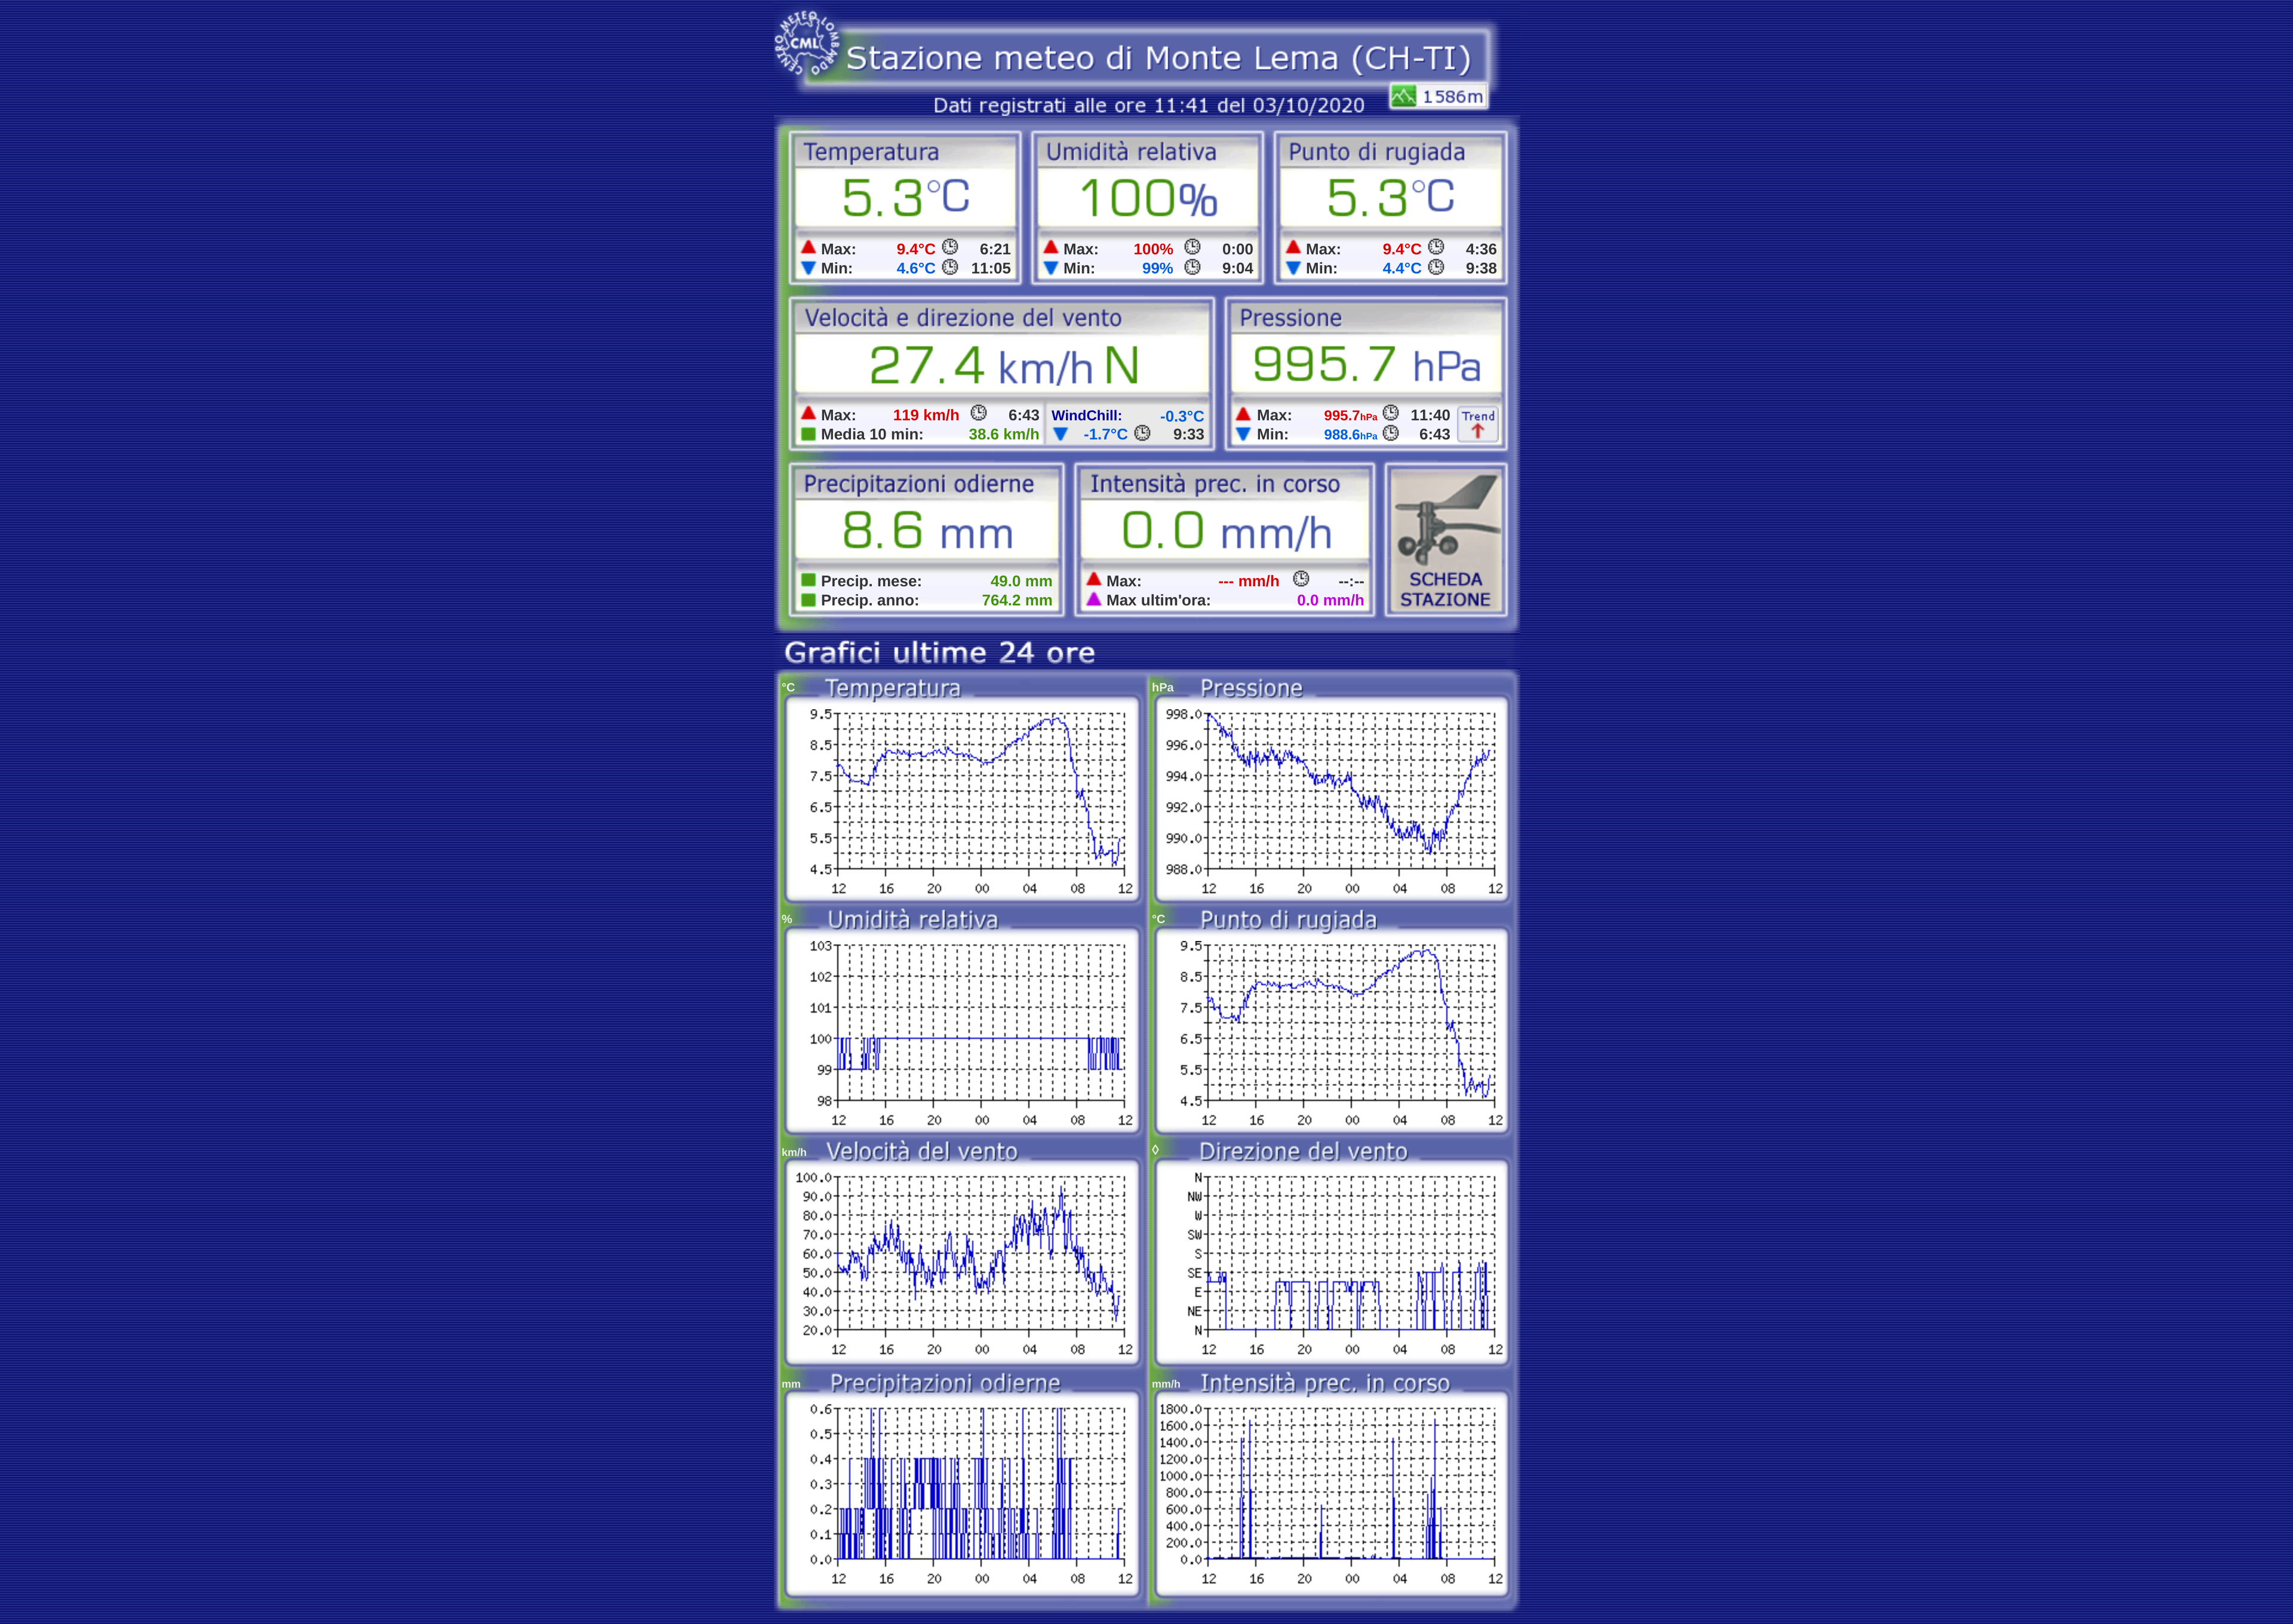 CENTRO METEO LOMBARDO
CML
Stazione meteo di Monte Lema (CH-TI)
1586m
Dati registrati alle ore 11:41 del 03/10/2020
Temperatura Umidità relativa Punto di rugiada
5.3°C 100% 5.3°C
Max: 9.4°C 6:21 Max: 100% 0:00 Max: 9.4°C 4:36
Min: 4.6°C 11:05 Min: 99% 9:04 Min: 4.4°C 9:38
Velocità e direzione del vento Pressione
27.4 km/h N 995.7 hPa
Max: 119 km/h 6:43 WindChill: -0.3°C Max: 995.7hPa 11:40 Trend
Media 10 min: 38.6 km/h -1.7°C 9:33 Min: 988.6hPa 6:43
Precipitazioni odierne Intensità prec. in corso
8.6 mm 0.0 mm/h
Precip. mese: 49.0 mm Max: --- mm/h --:-- SCHEDA
Precip. anno: 764.2 mm Max ultim'ora: 0.0 mm/h STAZIONE
Grafici ultime 24 ore
°C Temperatura
9.5
8.5
7.5
6.5
5.5
4.5
12 16 20 00 04 08 12
hPa Pressione
998.0
996.0
994.0
992.0
990.0
988.0
12 16 20 00 04 08 12
% Umidità relativa
103
102
101
100
99
98
12 16 20 00 04 08 12
°C Punto di rugiada
9.5
8.5
7.5
6.5
5.5
4.5
12 16 20 00 04 08 12
km/h Velocità del vento
100.0
90.0
80.0
70.0
60.0
50.0
40.0
30.0
20.0
12 16 20 00 04 08 12
◊ Direzione del vento
N
NW
W
SW
S
SE
E
NE
N
12 16 20 00 04 08 12
mm Precipitazioni odierne
0.6
0.5
0.4
0.3
0.2
0.1
0.0
12 16 20 00 04 08 12
mm/h Intensità prec. in corso
1800.0
1600.0
1400.0
1200.0
1000.0
800.0
600.0
400.0
200.0
0.0
12 16 20 00 04 08 12